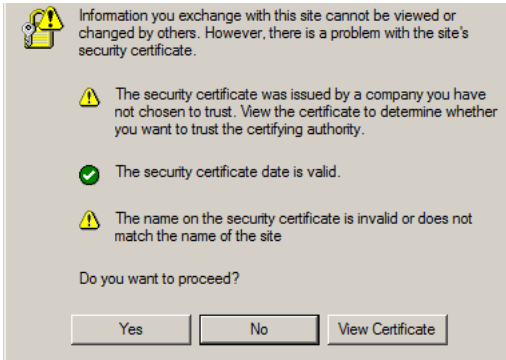 Information you exchange with this site cannot be viewed or
changed by others. However, there is a problem with the site's
security certificate.
The security certificate was issued by a company you have
not chosen to trust. View the certificate to determine whether
you want to trust the certifying authority.
The security certificate date is valid.
The name on the security certificate is invalid or does not
match the name of the site
Do you want to proceed?
Yes No View Certificate